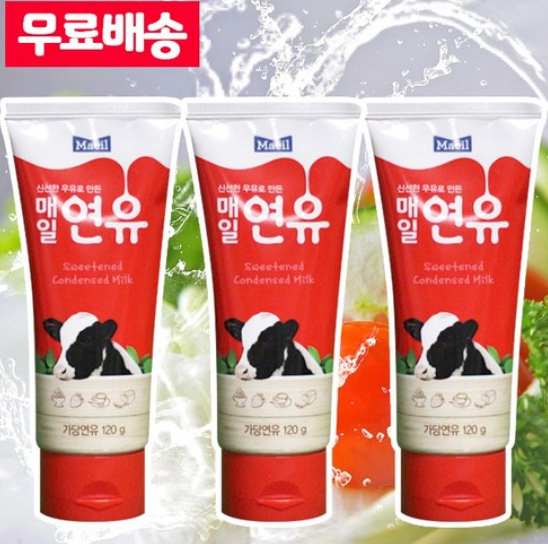 무료배송
Maeil
신선한 우유로 만든
매일 연유
Sweetened
Condensed Milk
가당연유 120 g
Maeil
신선한 우유로 만든
매일 연유
Sweetened
Condensed Milk
가당연유 120 g
Maeil
신선한 우유로 만든
매일 연유
Sweetened
Condensed Milk
가당연유 120 g